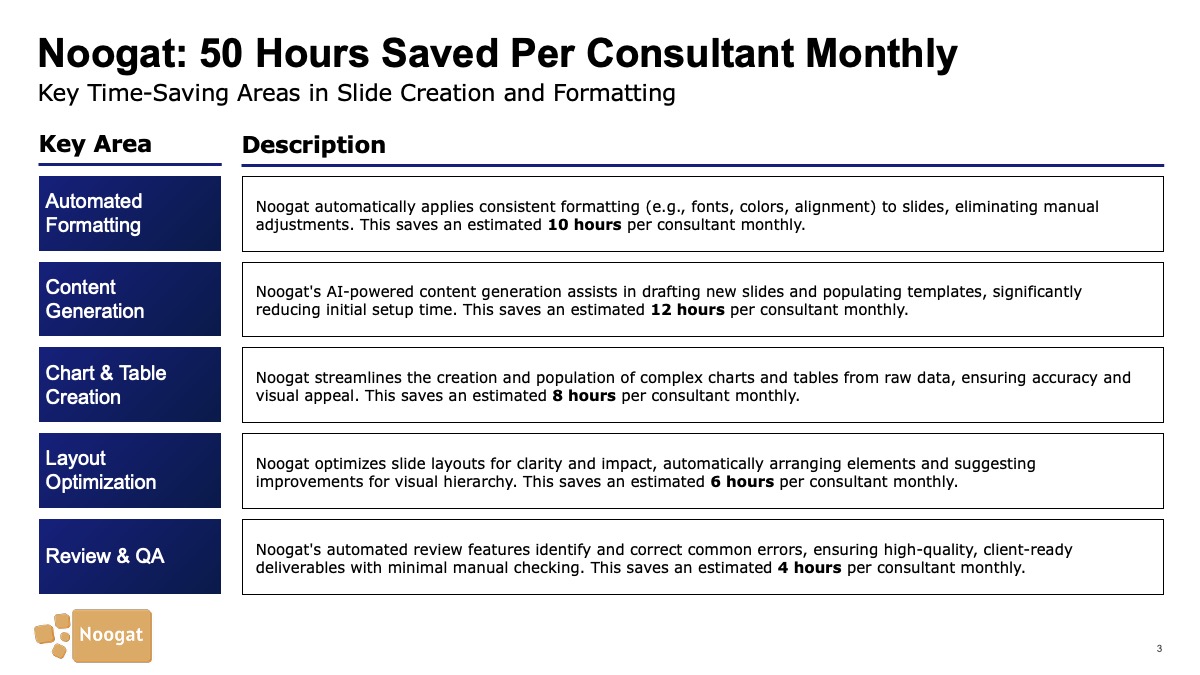 Noogat: 50 Hours Saved Per Consultant Monthly
Key Time-Saving Areas in Slide Creation and Formatting
Key Area
Description
Automated
Formatting
Noogat automatically applies consistent formatting (e.g., fonts, colors, alignment) to slides, eliminating manual
adjustments. This saves an estimated 10 hours per consultant monthly.
Content
Generation
Noogat's AI-powered content generation assists in drafting new slides and populating templates, significantly
reducing initial setup time. This saves an estimated 12 hours per consultant monthly.
Chart & Table
Creation
Noogat streamlines the creation and population of complex charts and tables from raw data, ensuring accuracy and
visual appeal. This saves an estimated 8 hours per consultant monthly.
Layout
Optimization
Noogat optimizes slide layouts for clarity and impact, automatically arranging elements and suggesting
improvements for visual hierarchy. This saves an estimated 6 hours per consultant monthly.
Review & QA
Noogat's automated review features identify and correct common errors, ensuring high-quality, client-ready
deliverables with minimal manual checking. This saves an estimated 4 hours per consultant monthly.
Noogat
3